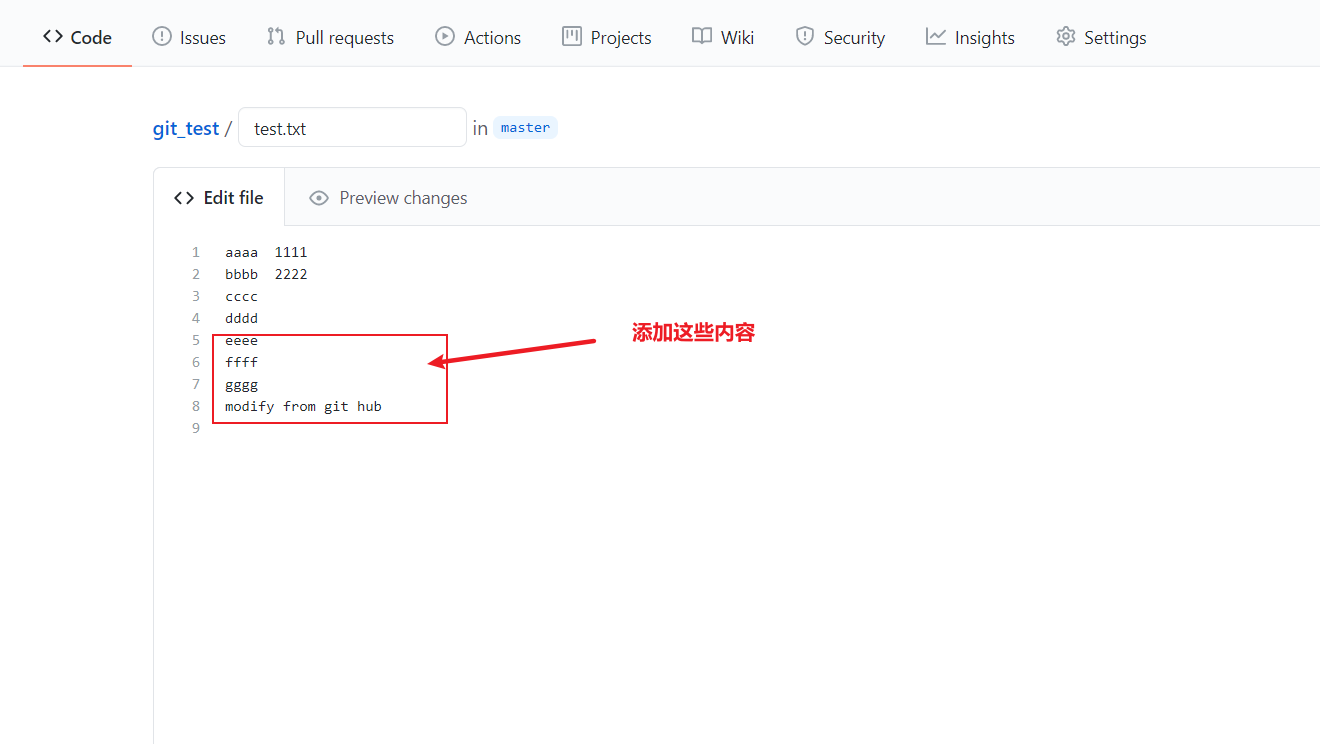 Code Issues Pull requests Actions Projects Wiki Security Insights Settings
git_test / test.txt in master
Edit file Preview changes
1 aaaa  1111
2 bbbb  2222
3 cccc
4 dddd
添加这些内容
5 eeee
6 ffff
7 gggg
8 modify from git hub
9